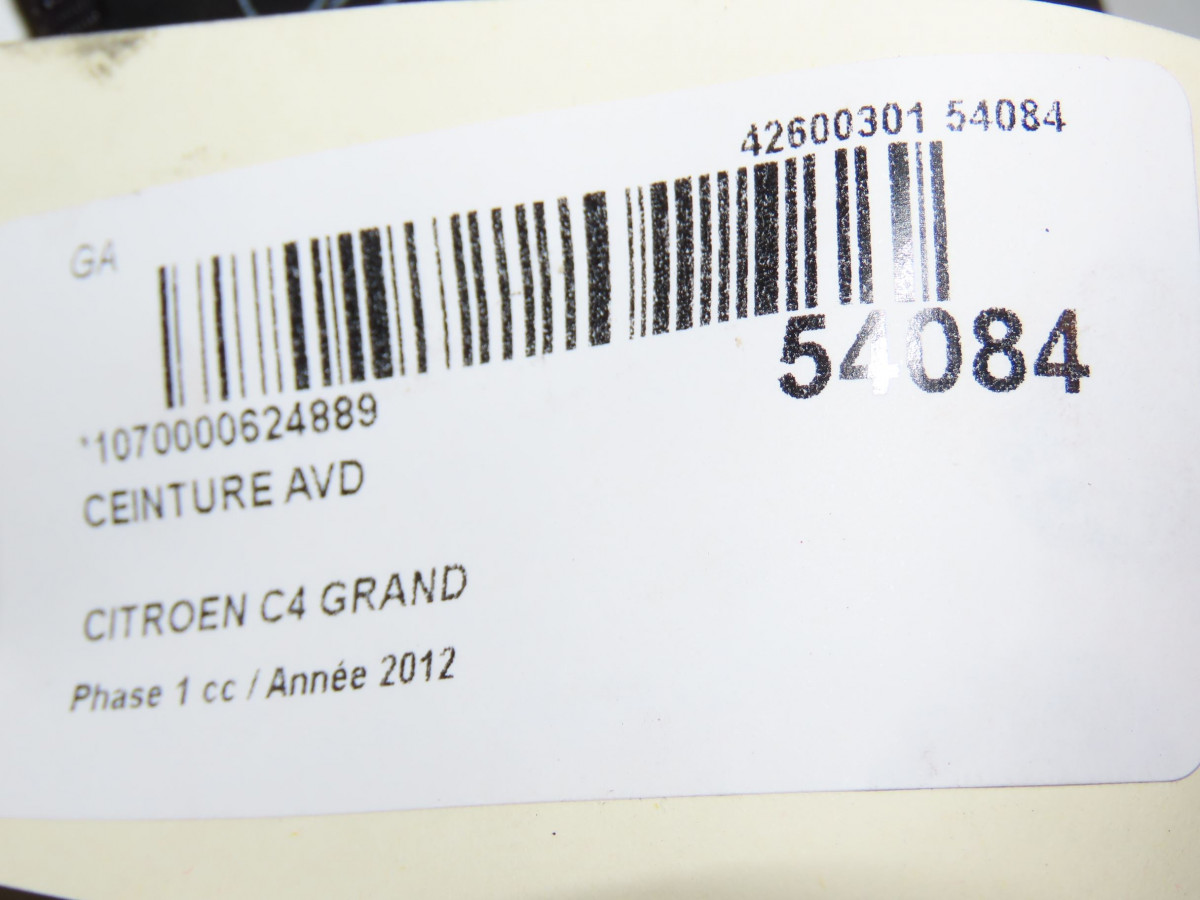 42600301 54084
GA
54084
*1070000624889
CEINTURE AVD
CITROEN C4 GRAND
Phase 1 cc / Année 2012